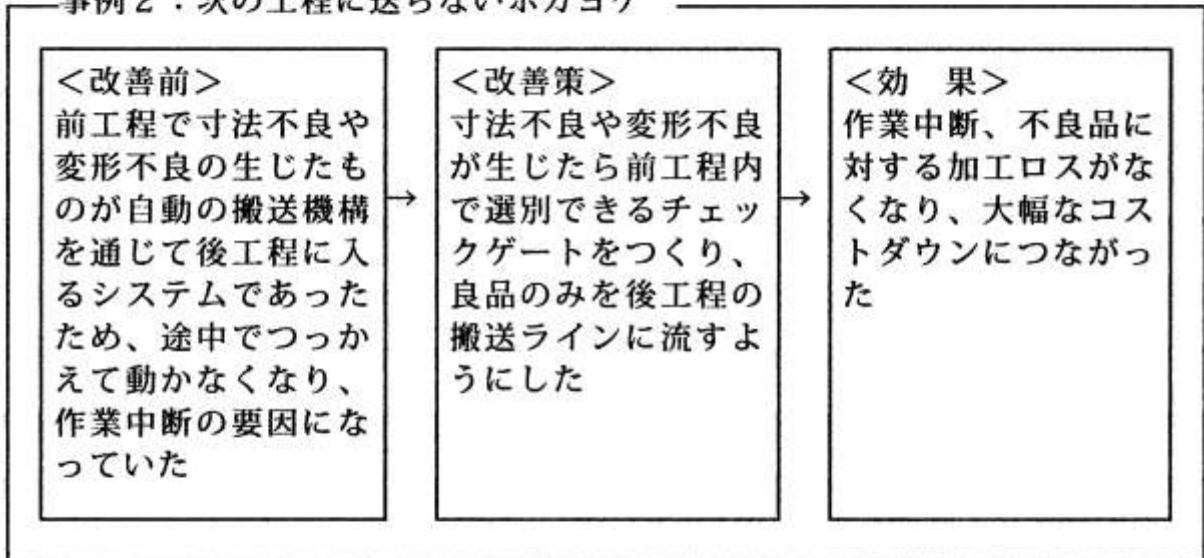 事例2：次の工程に送らないポカヨケ
＜改善前＞
前工程で寸法不良や
変形不良の生じたも
のが自動の搬送機構
を通じて後工程に入
るシステムであった
ため、途中でつっか
えて動かなくなり、
作業中断の要因にな
っていた
→
＜改善策＞
寸法不良や変形不良
が生じたら前工程内
で選別できるチェッ
クゲートをつくり、
良品のみを後工程の
搬送ラインに流すよ
うにした
→
＜効　果＞
作業中断、不良品に
対する加工ロスがな
くなり、大幅なコス
トダウンにつながっ
た